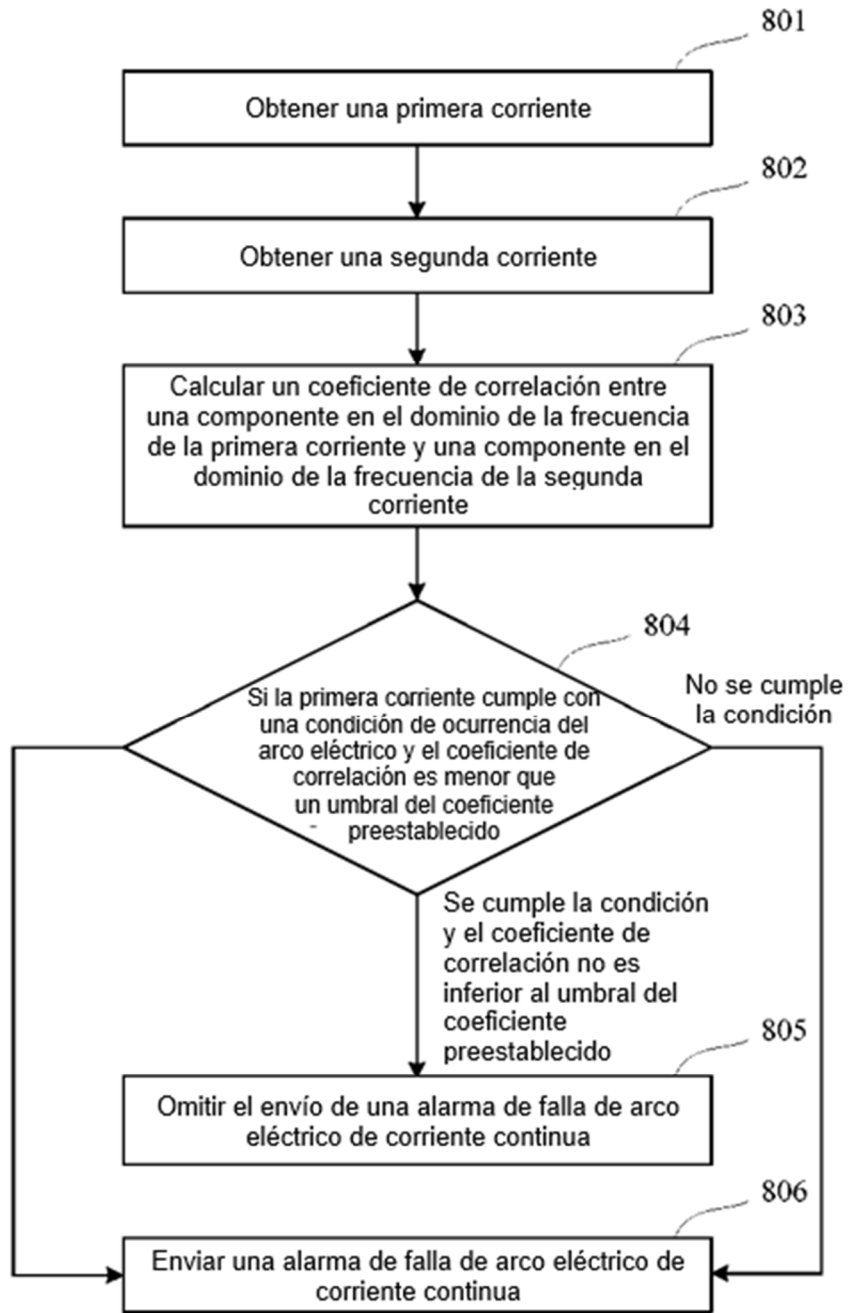 801
Obtener una primera corriente
802
Obtener una segunda corriente
803
Calcular un coeficiente de correlación entre
una componente en el dominio de la frecuencia
de la primera corriente y una componente en el
dominio de la frecuencia de la segunda
corriente
804
Si la primera corriente cumple con
una condición de ocurrencia del
arco eléctrico y el coeficiente de
correlación es menor que
un umbral del coeficiente
preestablecido
No se cumple
la condición
Se cumple la condición
y el coeficiente de
correlación no es
inferior al umbral del
coeficiente
preestablecido
805
Omitir el envío de una alarma de falla de arco
eléctrico de corriente continua
806
Enviar una alarma de falla de arco eléctrico de
corriente continua